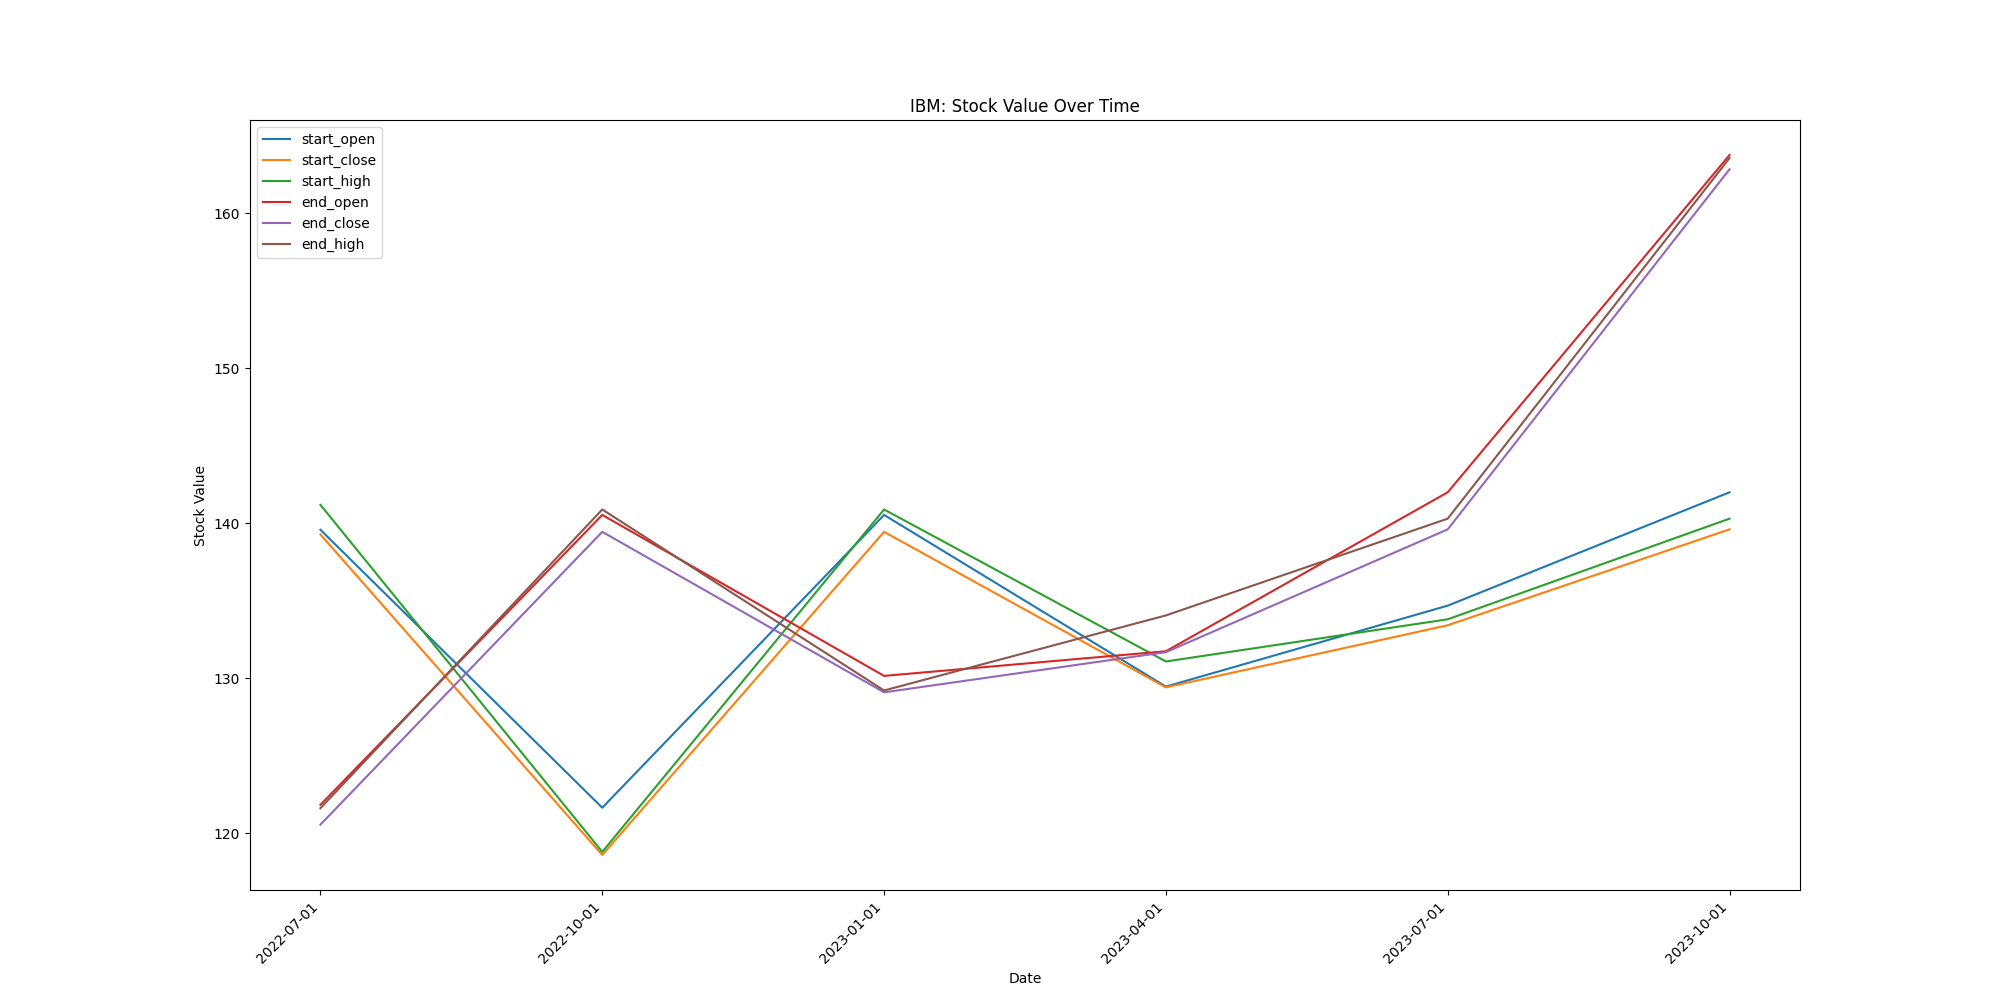 IBM: Stock Value Over Time
start_open
start_close
start_high
end_open
end_close
end_high
Stock Value
160
150
140
130
120
2022-07-01
2022-10-01
2023-01-01
2023-04-01
2023-07-01
2023-10-01
Date